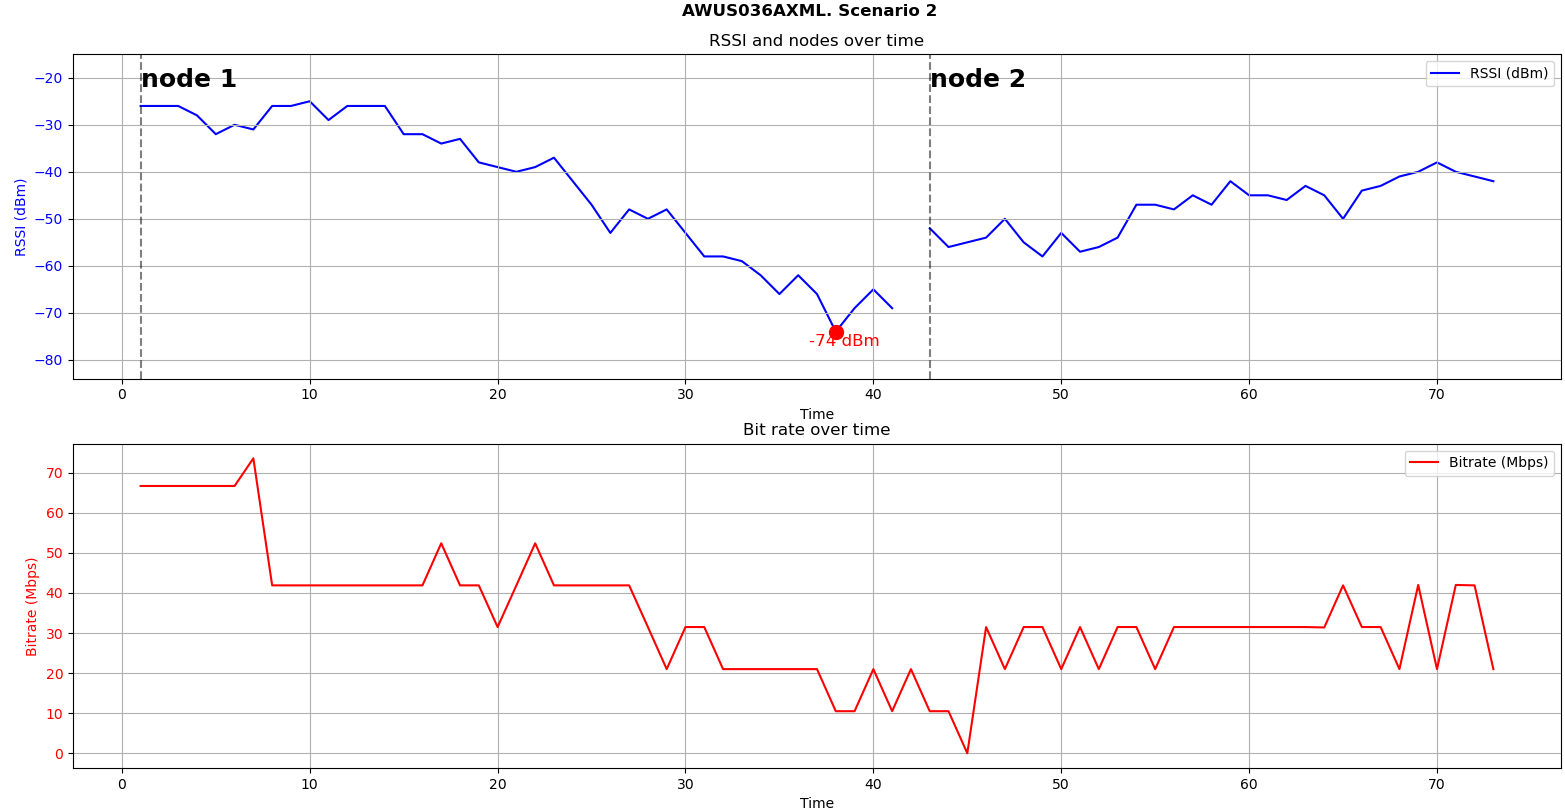 AWUS036AXML. Scenario 2
RSSI and nodes over time
node 1
node 2
RSSI (dBm)
RSSI (dBm)
−20
−30
−40
−50
−60
−70
−80
-74 dBm
0 10 20 30 40 50 60 70
Time
Bit rate over time
Bitrate (Mbps)
Bitrate (Mbps)
70
60
50
40
30
20
10
0
0 10 20 30 40 50 60 70
Time